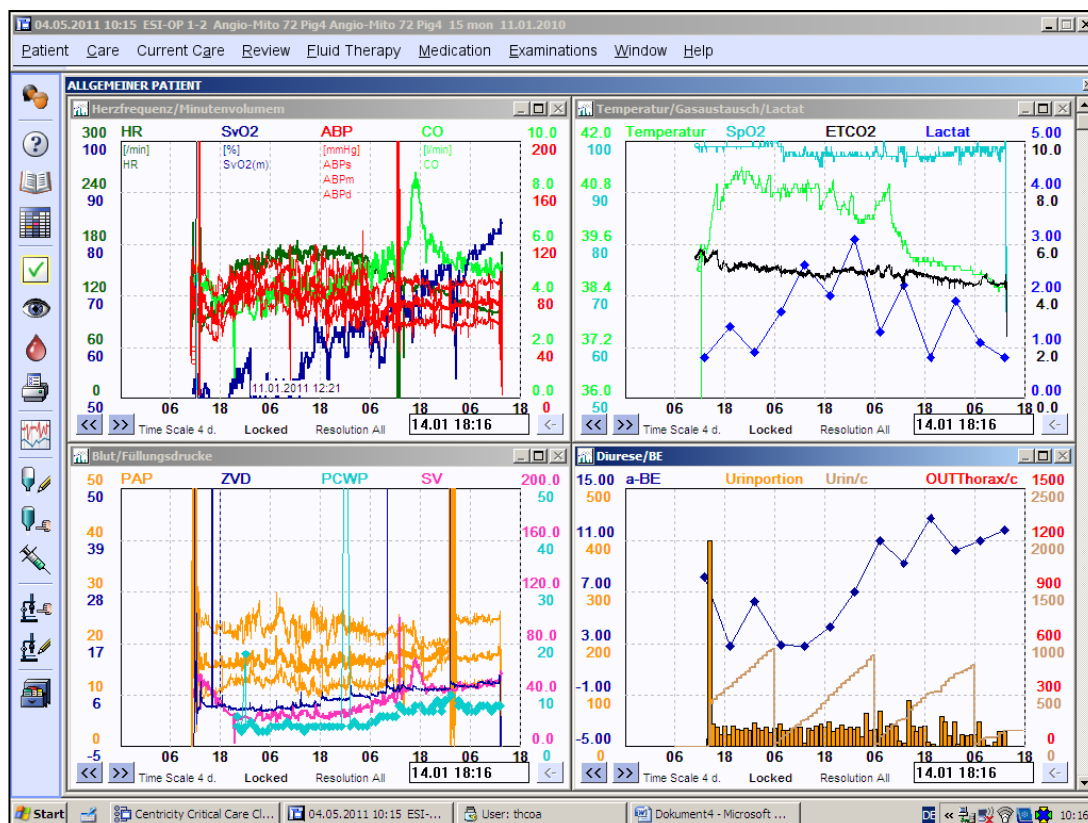 04.05.2011 10:15 ESI-OP 1-2 Angio-Mito 72 Pig4 Angio-Mito 72 Pig4 15 mon 11.01.2010
Patient Care Current Care Review Fluid Therapy Medication Examinations Window Help
ALLGEMEINER PATIENT
Herzfrequenz/Minutenvolumem
300 HR SvO2 ABP CO 10.0
100 [/min] [%] [mmHg] [l/min] 200
HR SvO2(m) ABPs CO
ABPm
ABPd
240 8.0
90 160
180 6.0
80 120
120 4.0
70 80
60 2.0
60 40
11.01.2011 12:21
0 0.0
50 06 18 06 18 06 18 06 18 0
<< >> Time Scale 4 d. Locked Resolution All 14.01 18:16 <-
Temperatur/Gasaustausch/Lactat
42.0 Temperatur SpO2 ETCO2 Lactat 5.00
100 10.0
40.8 4.00
90 8.0
39.6 3.00
80 6.0
38.4 2.00
70 4.0
37.2 1.00
60 2.0
36.0 0.00
50 06 18 06 18 06 18 06 18 0.0
<< >> Time Scale 4 d. Locked Resolution All 14.01 18:16 <-
Blut/Füllungsdrucke
50 PAP ZVD PCWP SV 200.0
50 50
40 160.0
39 40
30 120.0
28 30
20 80.0
17 20
10 40.0
6 10
0 0.0
-5 06 18 06 18 06 18 06 18 0
<< >> Time Scale 4 d. Locked Resolution All 14.01 18:16 <-
Diurese/BE
15.00 a-BE Urinportion Urin/c OUTThorax/c 1500
500 2500
11.00 1200
400 2000
7.00 900
300 1500
3.00 600
200 1000
-1.00 300
100 500
-5.00 0
0 06 18 06 18 06 18 06 18 0
<< >> Time Scale 4 d. Locked Resolution All 14.01 18:16 <-
Start Centricity Critical Care Cl... 04.05.2011 10:15 ESI-... User: thcoa Dokument4 - Microsoft ... DE « 10:16